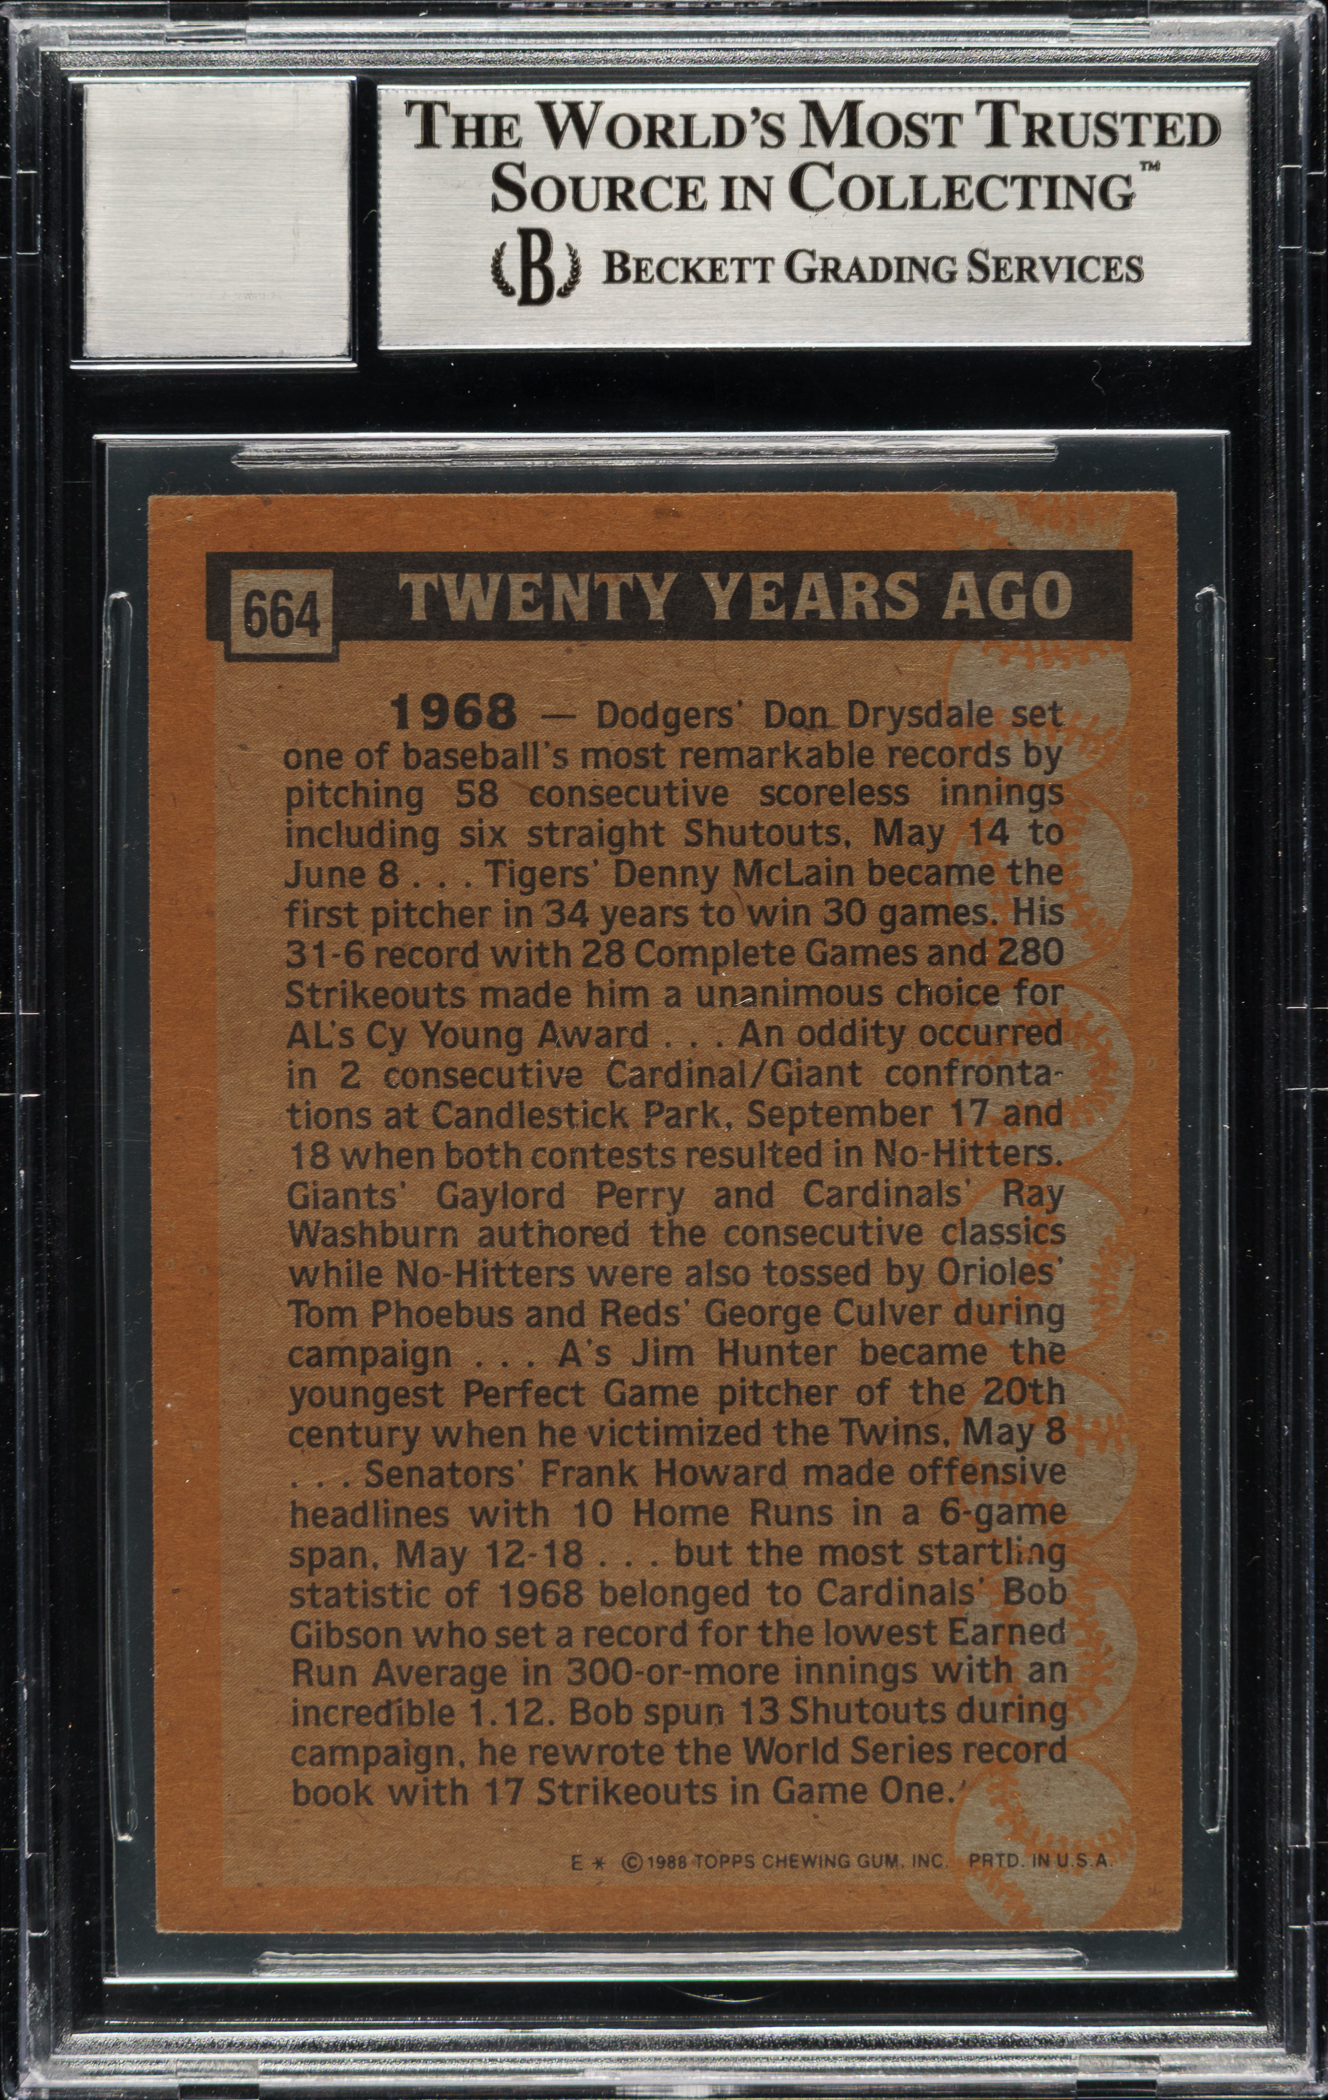 THE WORLD'S MOST TRUSTED
SOURCE IN COLLECTING™
B BECKETT GRADING SERVICES
664 TWENTY YEARS AGO
1968 — Dodgers' Don Drysdale set
one of baseball's most remarkable records by
pitching 58 consecutive scoreless innings
including six straight Shutouts, May 14 to
June 8 . . . Tigers' Denny McLain became the
first pitcher in 34 years to win 30 games. His
31-6 record with 28 Complete Games and 280
Strikeouts made him a unanimous choice for
AL's Cy Young Award . . . An oddity occurred
in 2 consecutive Cardinal/Giant confronta-
tions at Candlestick Park, September 17 and
18 when both contests resulted in No-Hitters.
Giants' Gaylord Perry and Cardinals' Ray
Washburn authored the consecutive classics
while No-Hitters were also tossed by Orioles'
Tom Phoebus and Reds' George Culver during
campaign . . . A's Jim Hunter became the
youngest Perfect Game pitcher of the 20th
century when he victimized the Twins, May 8
. . . Senators' Frank Howard made offensive
headlines with 10 Home Runs in a 6-game
span, May 12-18 . . . but the most startling
statistic of 1968 belonged to Cardinals' Bob
Gibson who set a record for the lowest Earned
Run Average in 300-or-more innings with an
incredible 1.12. Bob spun 13 Shutouts during
campaign, he rewrote the World Series record
book with 17 Strikeouts in Game One.
E * © 1988 TOPPS CHEWING GUM, INC. PRTD. IN U.S.A.